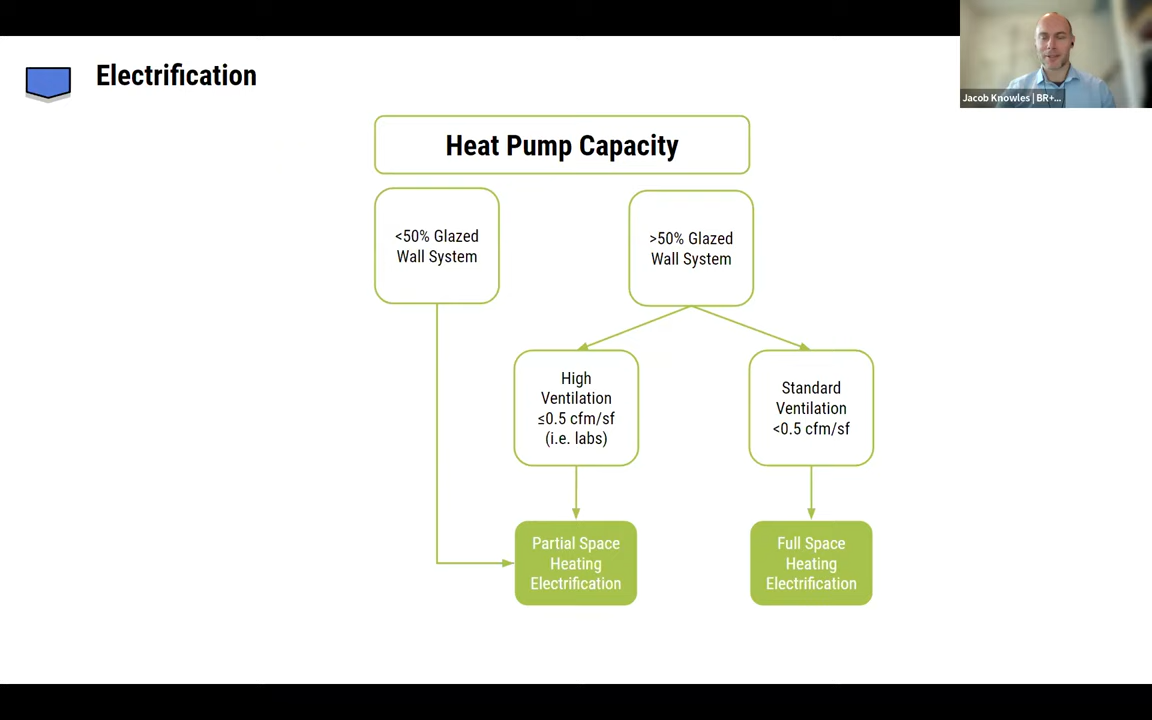 Electrification
Jacob Knowles | BR+...
Heat Pump Capacity
<50% Glazed
Wall System
>50% Glazed
Wall System
High
Ventilation
≤0.5 cfm/sf
(i.e. labs)
Standard
Ventilation
<0.5 cfm/sf
Partial Space
Heating
Electrification
Full Space
Heating
Electrification